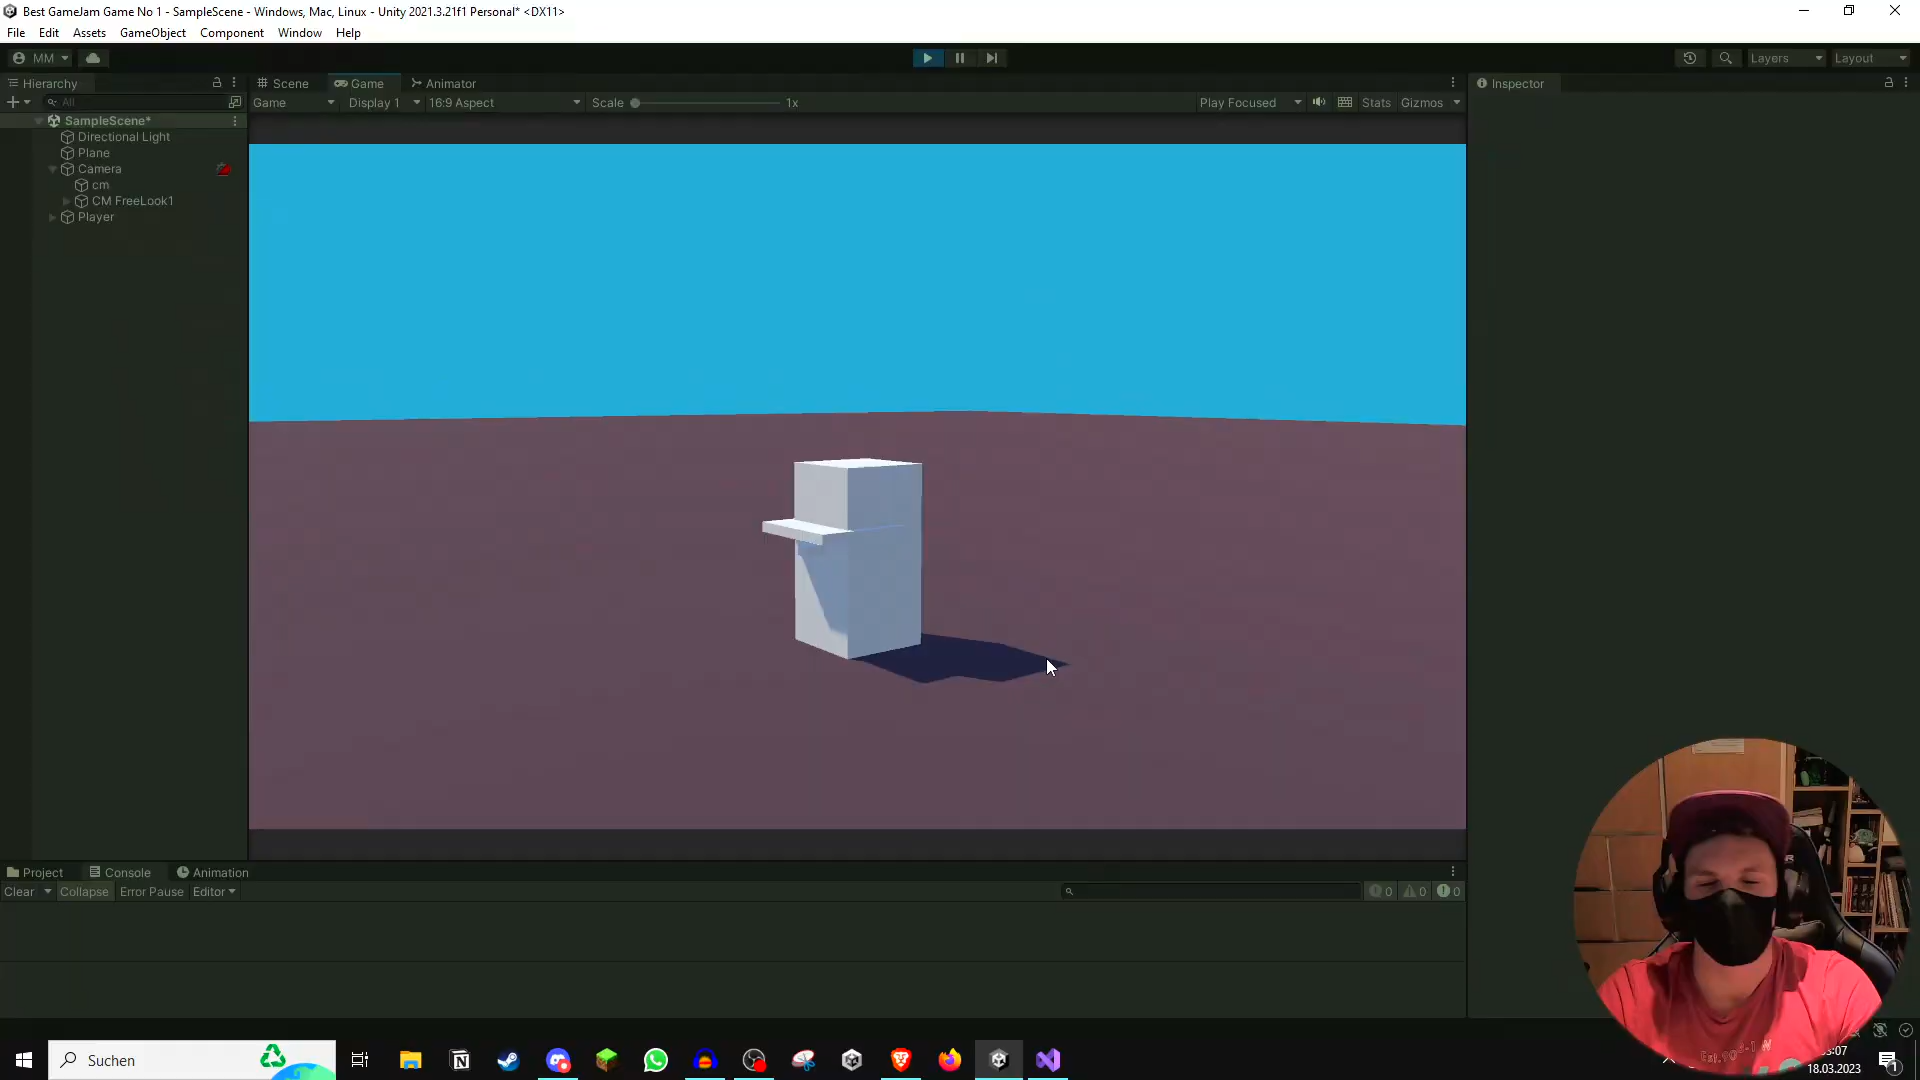 Best GameJam Game No 1 - SampleScene - Windows, Mac, Linux - Unity 2021.3.21f1 Personal* <DX11>
File Edit Assets GameObject Component Window Help
MM Layers Layout
Hierarchy Scene Game Animator Inspector
All Game Display 1 16:9 Aspect Scale 1x Play Focused Stats Gizmos
SampleScene*
Directional Light
Plane
Camera
cm
CM FreeLook1
Player
Project Console Animation
Clear Collapse Error Pause Editor 0 0 0
Suchen
18.03.2023
1